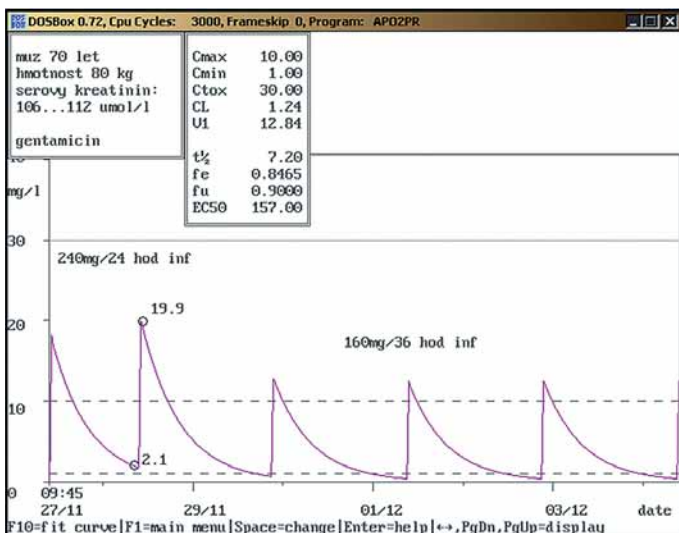 DOSBox 0.72, Cpu Cycles: 3000, Frameskip 0, Program: APO2PR
muz 70 let
hmotnost 80 kg
serovy kreatinin:
106...112 umol/l
gentamicin
Cmax 10.00
Cmin 1.00
Ctox 30.00
CL 1.24
V1 12.84
t½ 7.20
fe 0.8465
fu 0.9000
EC50 157.00
mg/l
30
240mg/24 hod inf
20
19.9
160mg/36 hod inf
10
2.1
0
09:45
27/11 29/11 01/12 03/12 date
F10=fit curve|F1=main menu|Space=change|Enter=help|↔,PgDn,PgUp=display